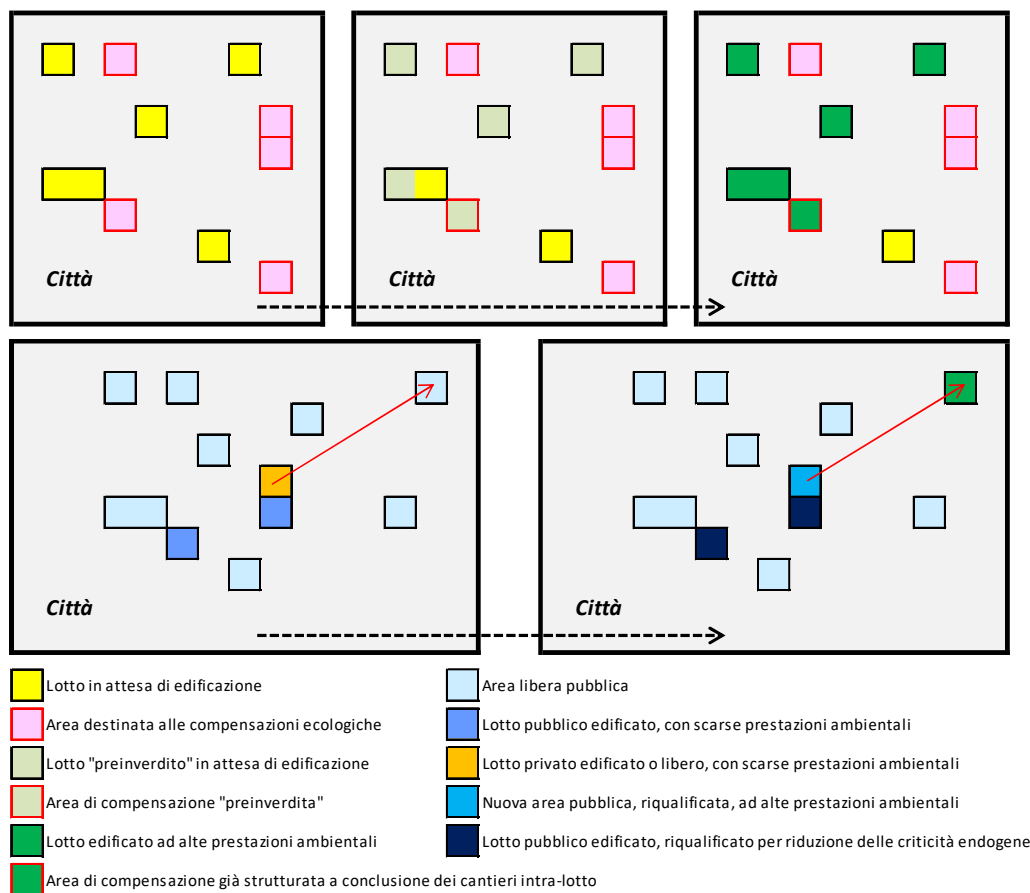 Città
Città
Città
Città
Città
Lotto in attesa di edificazione
Area destinata alle compensazioni ecologiche
Lotto "preinverdito" in attesa di edificazione
Area di compensazione "preinverdita"
Lotto edificato ad alte prestazioni ambientali
Area di compensazione già strutturata a conclusione dei cantieri intra-lotto
Area libera pubblica
Lotto pubblico edificato, con scarse prestazioni ambientali
Lotto privato edificato o libero, con scarse prestazioni ambientali
Nuova area pubblica, riqualificata, ad alte prestazioni ambientali
Lotto pubblico edificato, riqualificato per riduzione delle criticità endogene